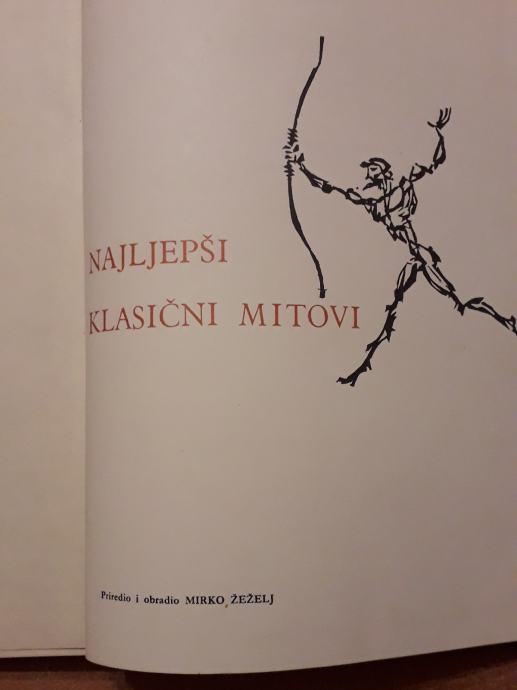 NAJLJEPŠI
KLASIČNI MITOVI
Priredio i obradio MIRKO ŽEŽELJ